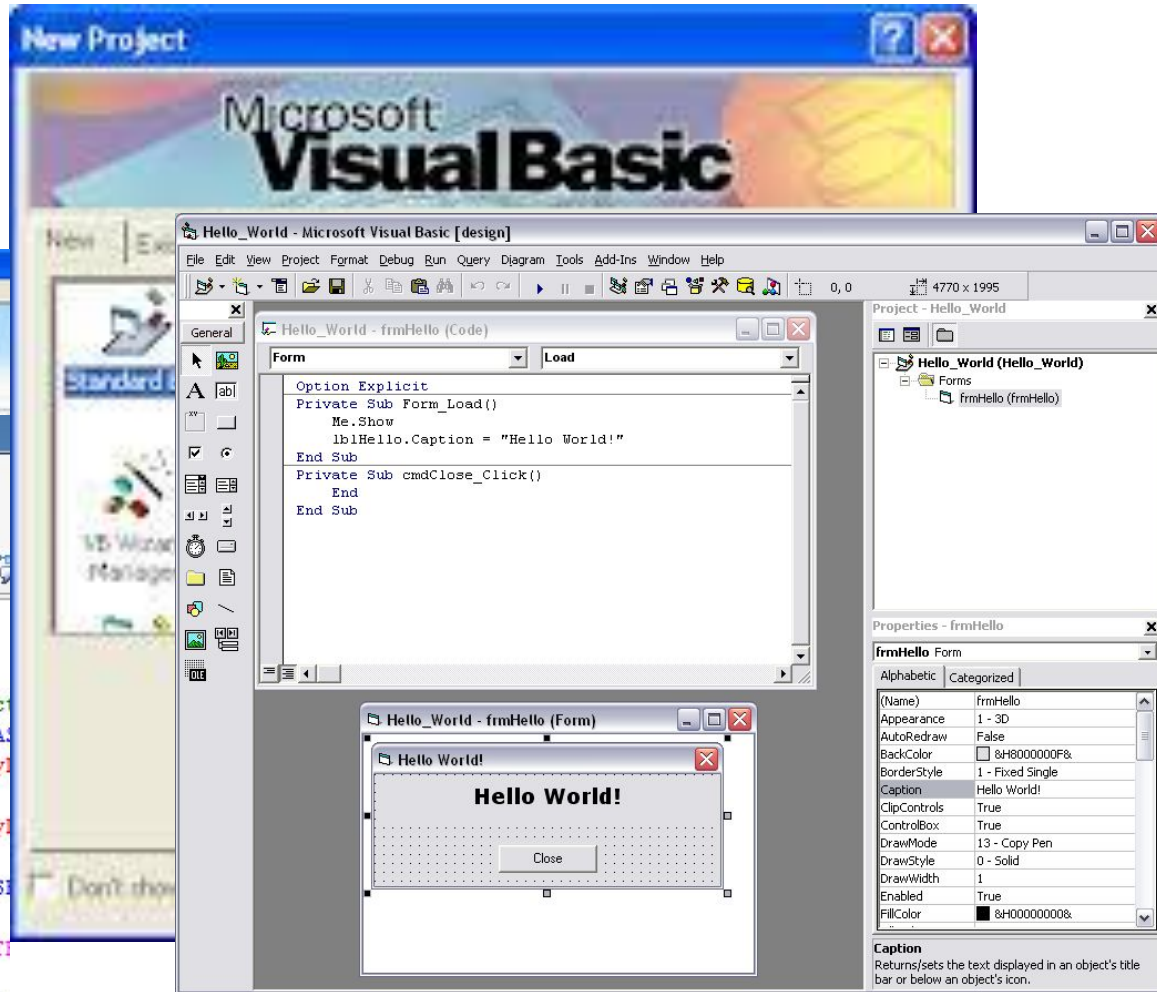 New Project
Microsoft
Visual Basic
New
Standard
VB Wizard
Manager
Don't show
Hello_World - Microsoft Visual Basic [design]
File Edit View Project Format Debug Run Query Diagram Tools Add-Ins Window Help
0, 0
4770 x 1995
General
Hello_World - frmHello (Code)
Form
Load
Option Explicit
Private Sub Form_Load()
Me.Show
lblHello.Caption = "Hello World!"
End Sub
Private Sub cmdClose_Click()
End
End Sub
Hello_World - frmHello (Form)
Hello World!
Hello World!
Close
Project - Hello_World
Hello_World (Hello_World)
Forms
frmHello (frmHello)
Properties - frmHello
frmHello Form
Alphabetic Categorized
(Name) frmHello
Appearance 1 - 3D
AutoRedraw False
BackColor &H8000000F&
BorderStyle 1 - Fixed Single
Caption Hello World!
ClipControls True
ControlBox True
DrawMode 13 - Copy Pen
DrawStyle 0 - Solid
DrawWidth 1
Enabled True
FillColor &H00000000&
Caption
Returns/sets the text displayed in an object's title
bar or below an object's icon.